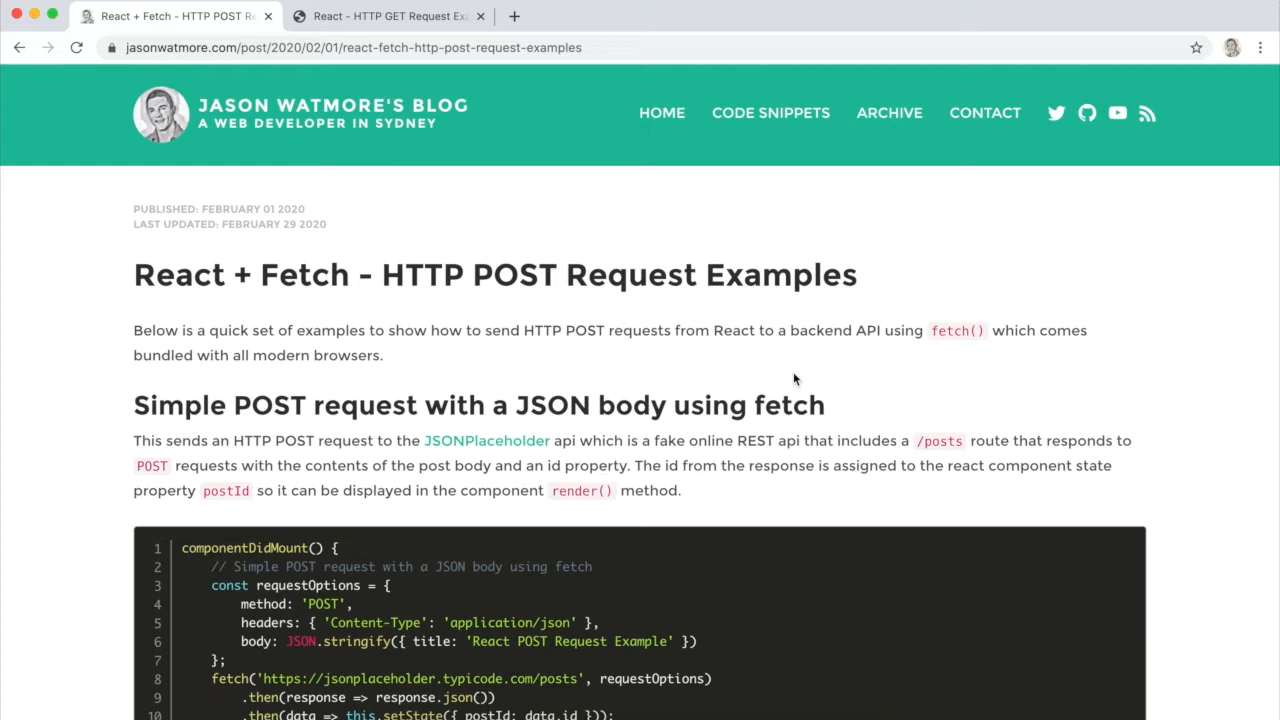 React + Fetch - HTTP POST Re
React - HTTP GET Request Exa
jasonwatmore.com/post/2020/02/01/react-fetch-http-post-request-examples
JASON WATMORE'S BLOG
A WEB DEVELOPER IN SYDNEY
HOME
CODE SNIPPETS
ARCHIVE
CONTACT
PUBLISHED: FEBRUARY 01 2020
LAST UPDATED: FEBRUARY 29 2020
React + Fetch - HTTP POST Request Examples
Below is a quick set of examples to show how to send HTTP POST requests from React to a backend API using fetch() which comes
bundled with all modern browsers.
Simple POST request with a JSON body using fetch
This sends an HTTP POST request to the JSONPlaceholder api which is a fake online REST api that includes a /posts route that responds to
POST requests with the contents of the post body and an id property. The id from the response is assigned to the react component state
property postId so it can be displayed in the component render() method.
1 componentDidMount() {
2 // Simple POST request with a JSON body using fetch
3 const requestOptions = {
4 method: 'POST',
5 headers: { 'Content-Type': 'application/json' },
6 body: JSON.stringify({ title: 'React POST Request Example' })
7 };
8 fetch('https://jsonplaceholder.typicode.com/posts', requestOptions)
9 .then(response => response.json())
10 .then(data => this.setState({ postId: data.id }));